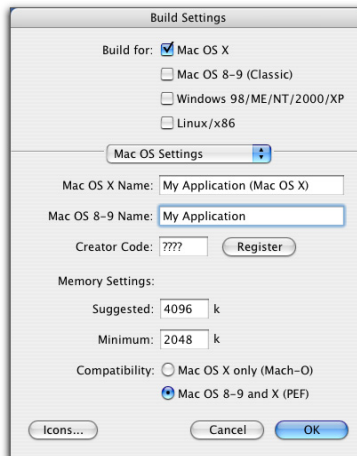 Build Settings
Build for: Mac OS X
Mac OS 8-9 (Classic)
Windows 98/ME/NT/2000/XP
Linux/x86
Mac OS Settings
Mac OS X Name: My Application (Mac OS X)
Mac OS 8-9 Name: My Application
Creator Code: ???? Register
Memory Settings:
Suggested: 4096 k
Minimum: 2048 k
Compatibility: Mac OS X only (Mach-O)
Mac OS 8-9 and X (PEF)
Icons... Cancel OK